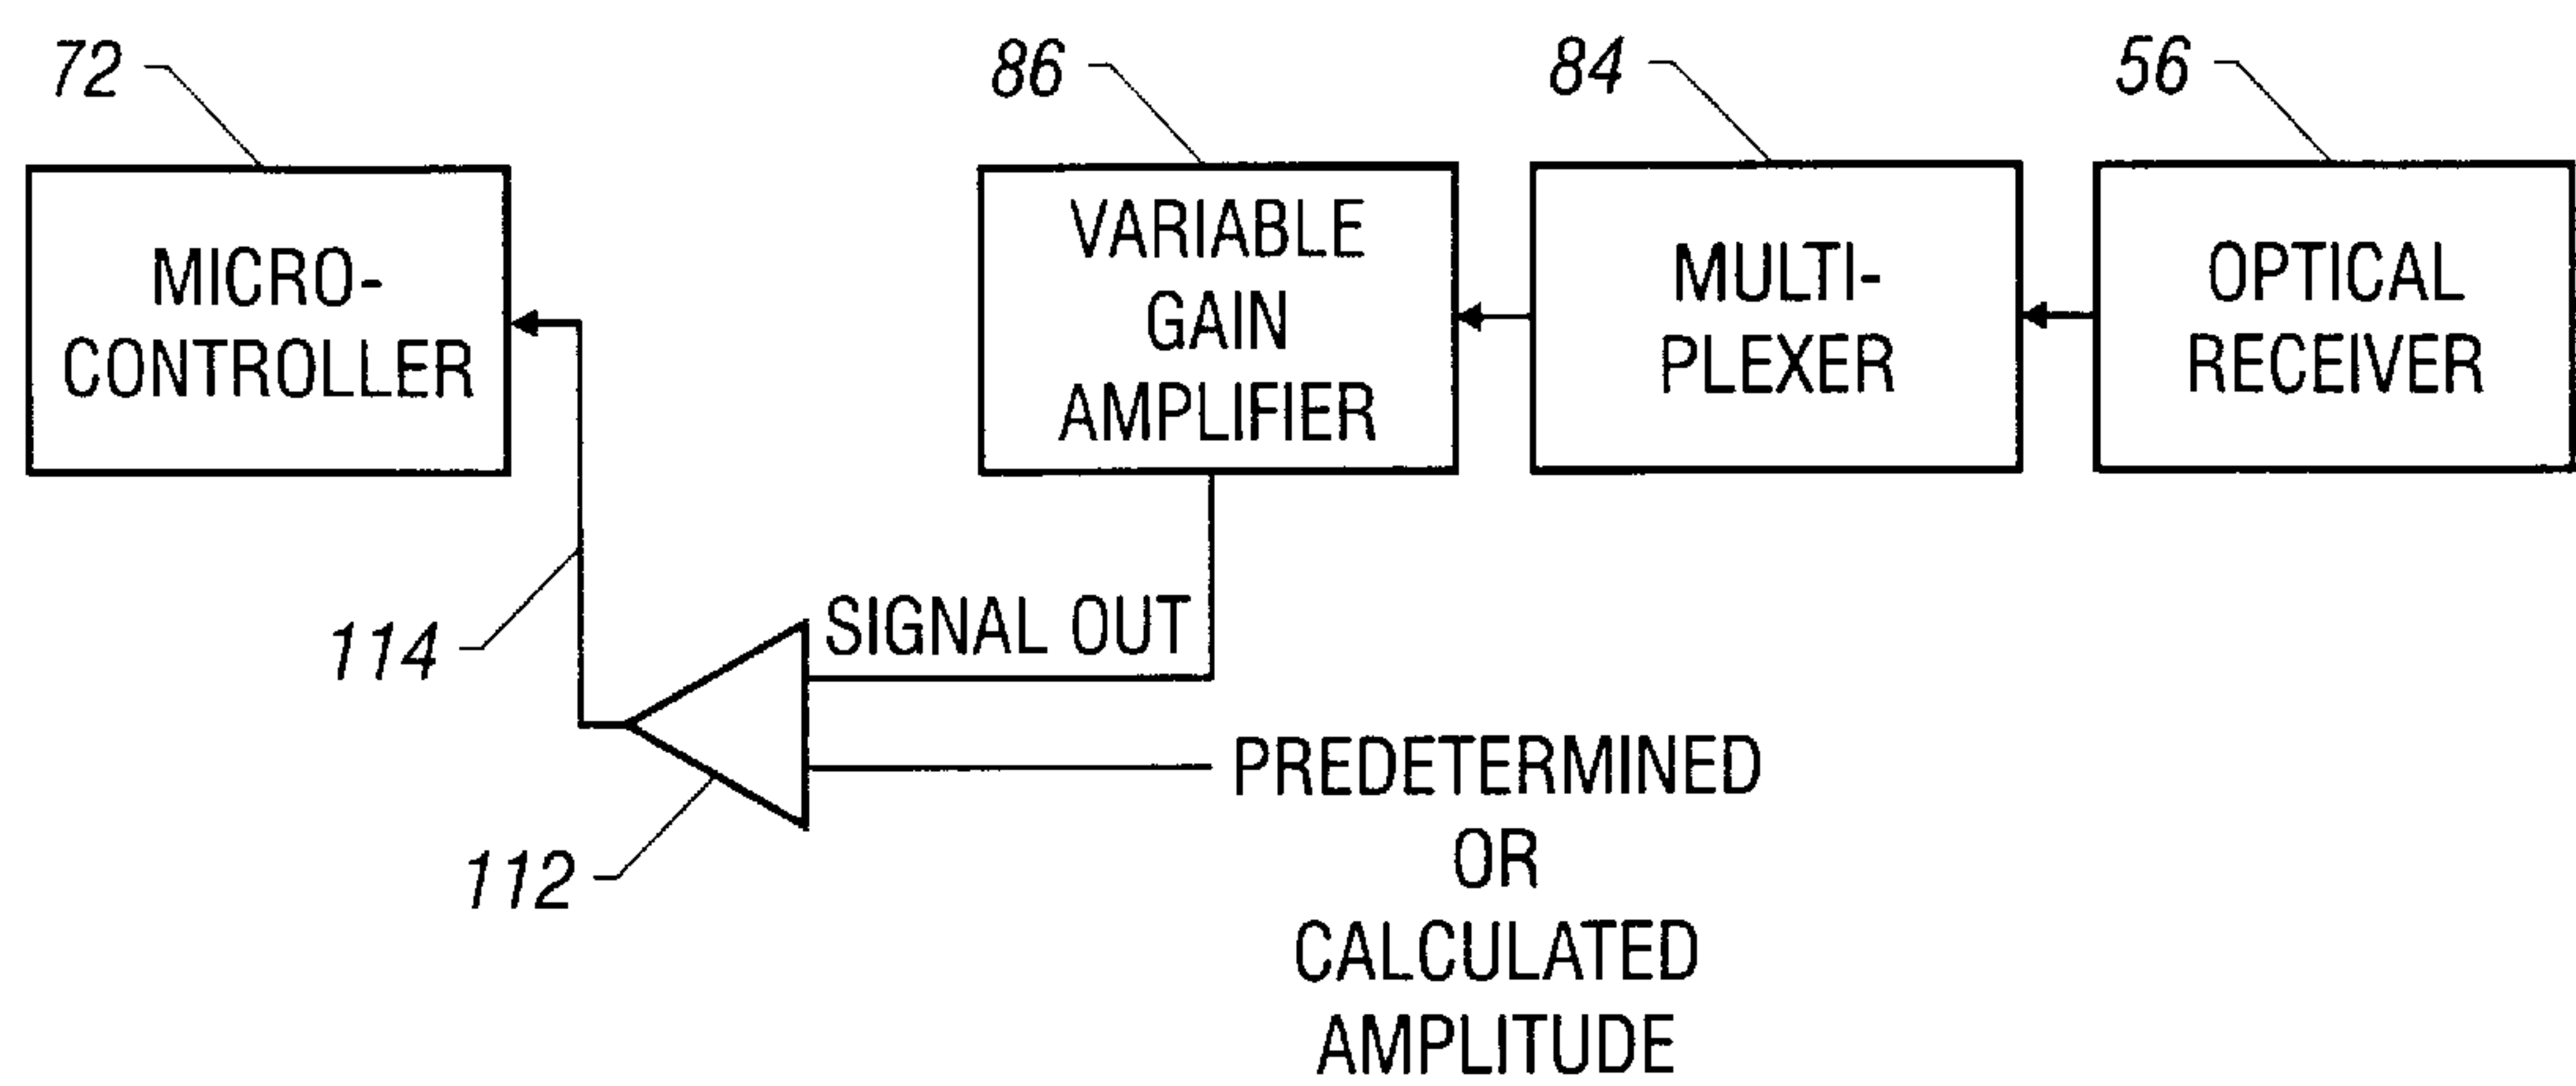 72
86
84
56
MICRO-
CONTROLLER
VARIABLE
GAIN
AMPLIFIER
MULTI-
PLEXER
OPTICAL
RECEIVER
114
SIGNAL OUT
112
PREDETERMINED
OR
CALCULATED
AMPLITUDE